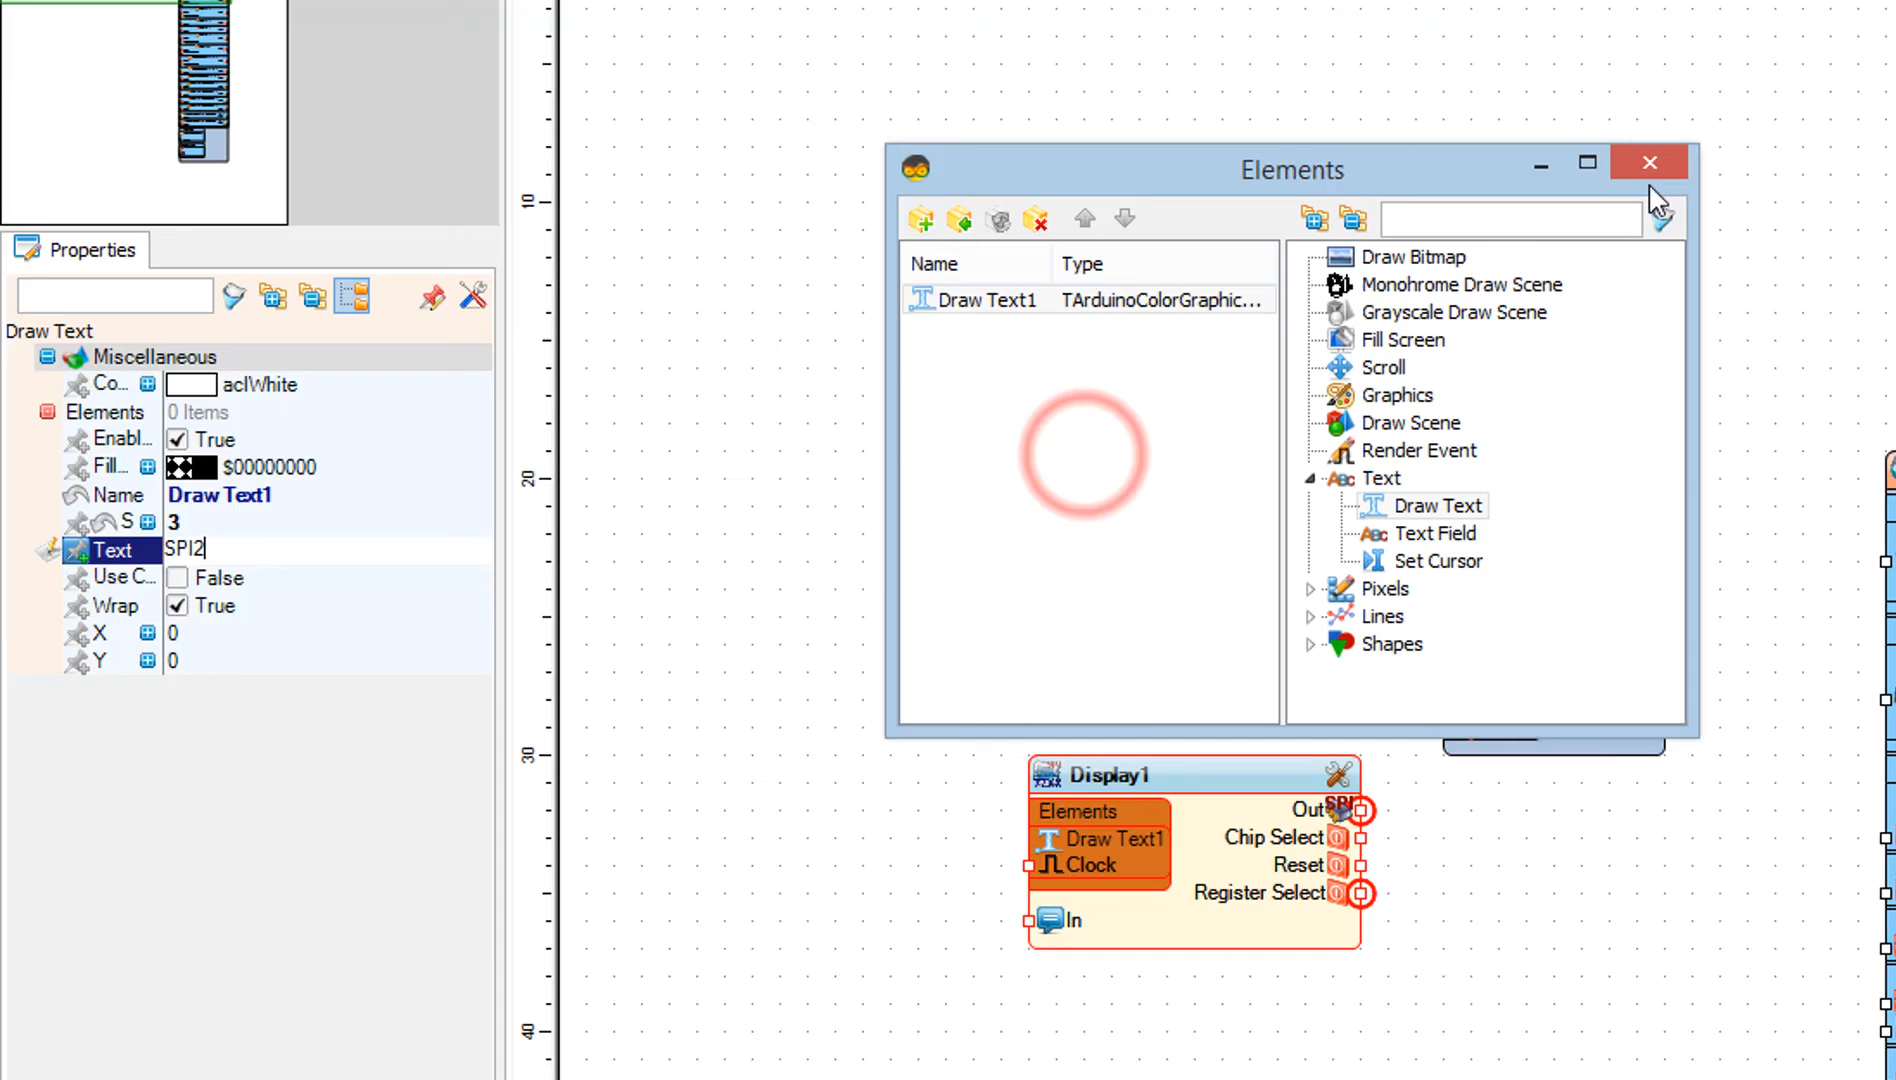 Properties
Draw Text
Miscellaneous
Co... aclWhite
Elements 0 Items
Enabl... True
Fill... $00000000
Name Draw Text1
S 3
Text SPI2
Use C... False
Wrap True
X 0
Y 0
10
20
30
40
Elements
Name Type
Draw Text1 TArduinoColorGraphic...
Draw Bitmap
Monochrome Draw Scene
Grayscale Draw Scene
Fill Screen
Scroll
Graphics
Draw Scene
Render Event
Text
Draw Text
Text Field
Set Cursor
Pixels
Lines
Shapes
Display1
Elements
Draw Text1
Clock
In
Out SPI
Chip Select
Reset
Register Select